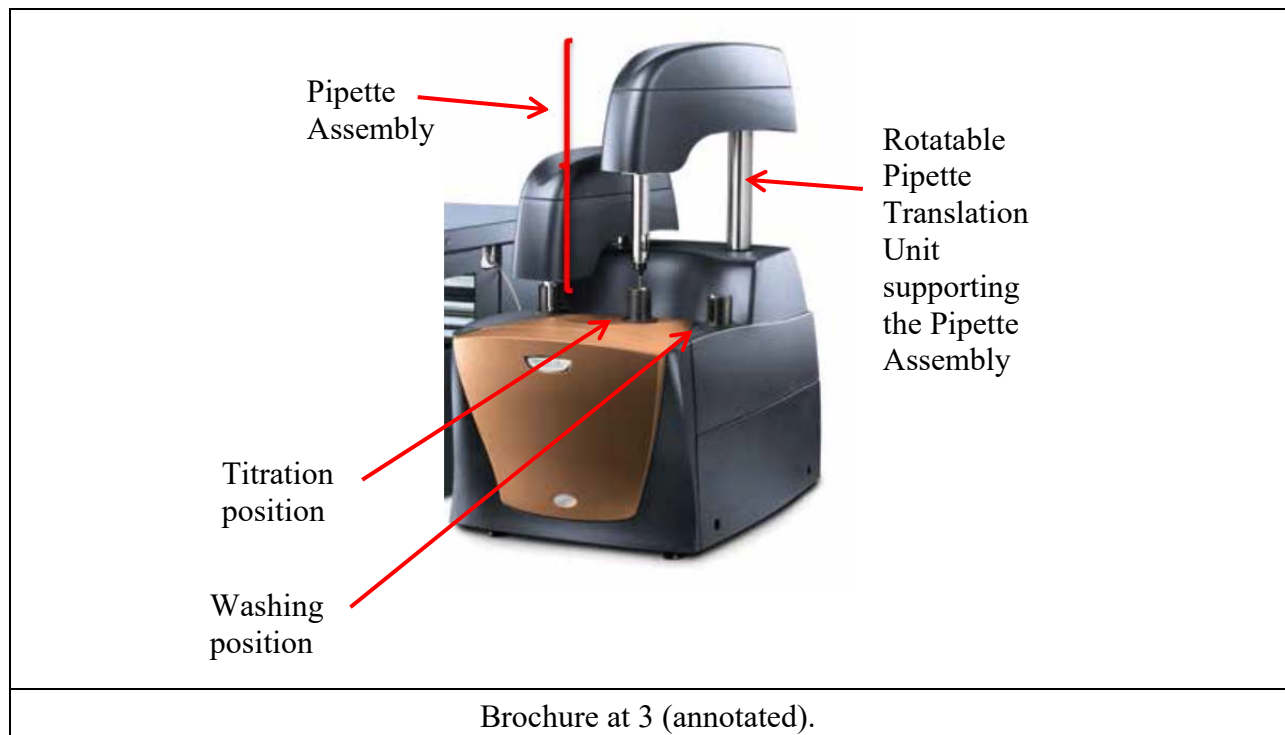 Pipette
Assembly
Rotatable
Pipette
Translation
Unit
supporting
the Pipette
Assembly
Titration
position
Washing
position
Brochure at 3 (annotated).